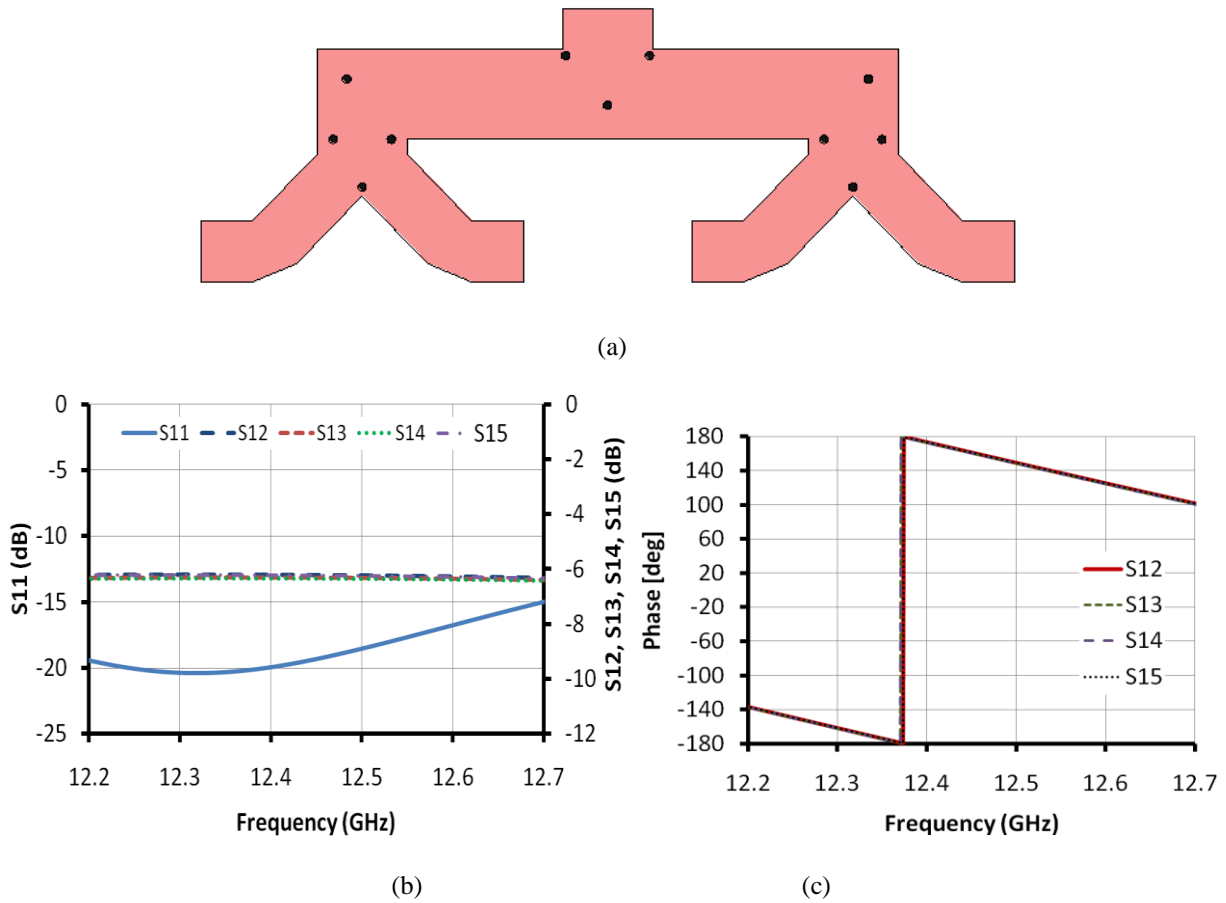 (a)
0
-5
-10
-15
-20
-25
S11 (dB)
S11 S12 S13 S14 S15
0
-2
-4
-6
-8
-10
-12
S12, S13, S14, S15 (dB)
12.2 12.3 12.4 12.5 12.6 12.7
Frequency (GHz)
(b)
180
140
100
60
20
-20
-60
-100
-140
-180
Phase [deg]
S12
S13
S14
S15
12.2 12.3 12.4 12.5 12.6 12.7
Frequency (GHz)
(c)